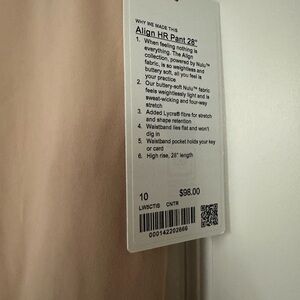 WHY WE MADE THIS
Align HR Pant 28"
1. When feeling nothing is
everything. The Align
collection, powered by Nulu™
fabric, is so weightless and
buttery soft, all you feel is
your practice
2. Our buttery-soft Nulu™ fabric
feels weightlessly light and is
sweat-wicking and four-way
stretch
3. Added Lycra® fibre for stretch
and shape retention
4. Waistband lies flat and won't
dig in
5. Waistband pocket holds your key
or card
6. High rise, 28" length
10 $98.00
LW5CTIS CNTR
000142202666